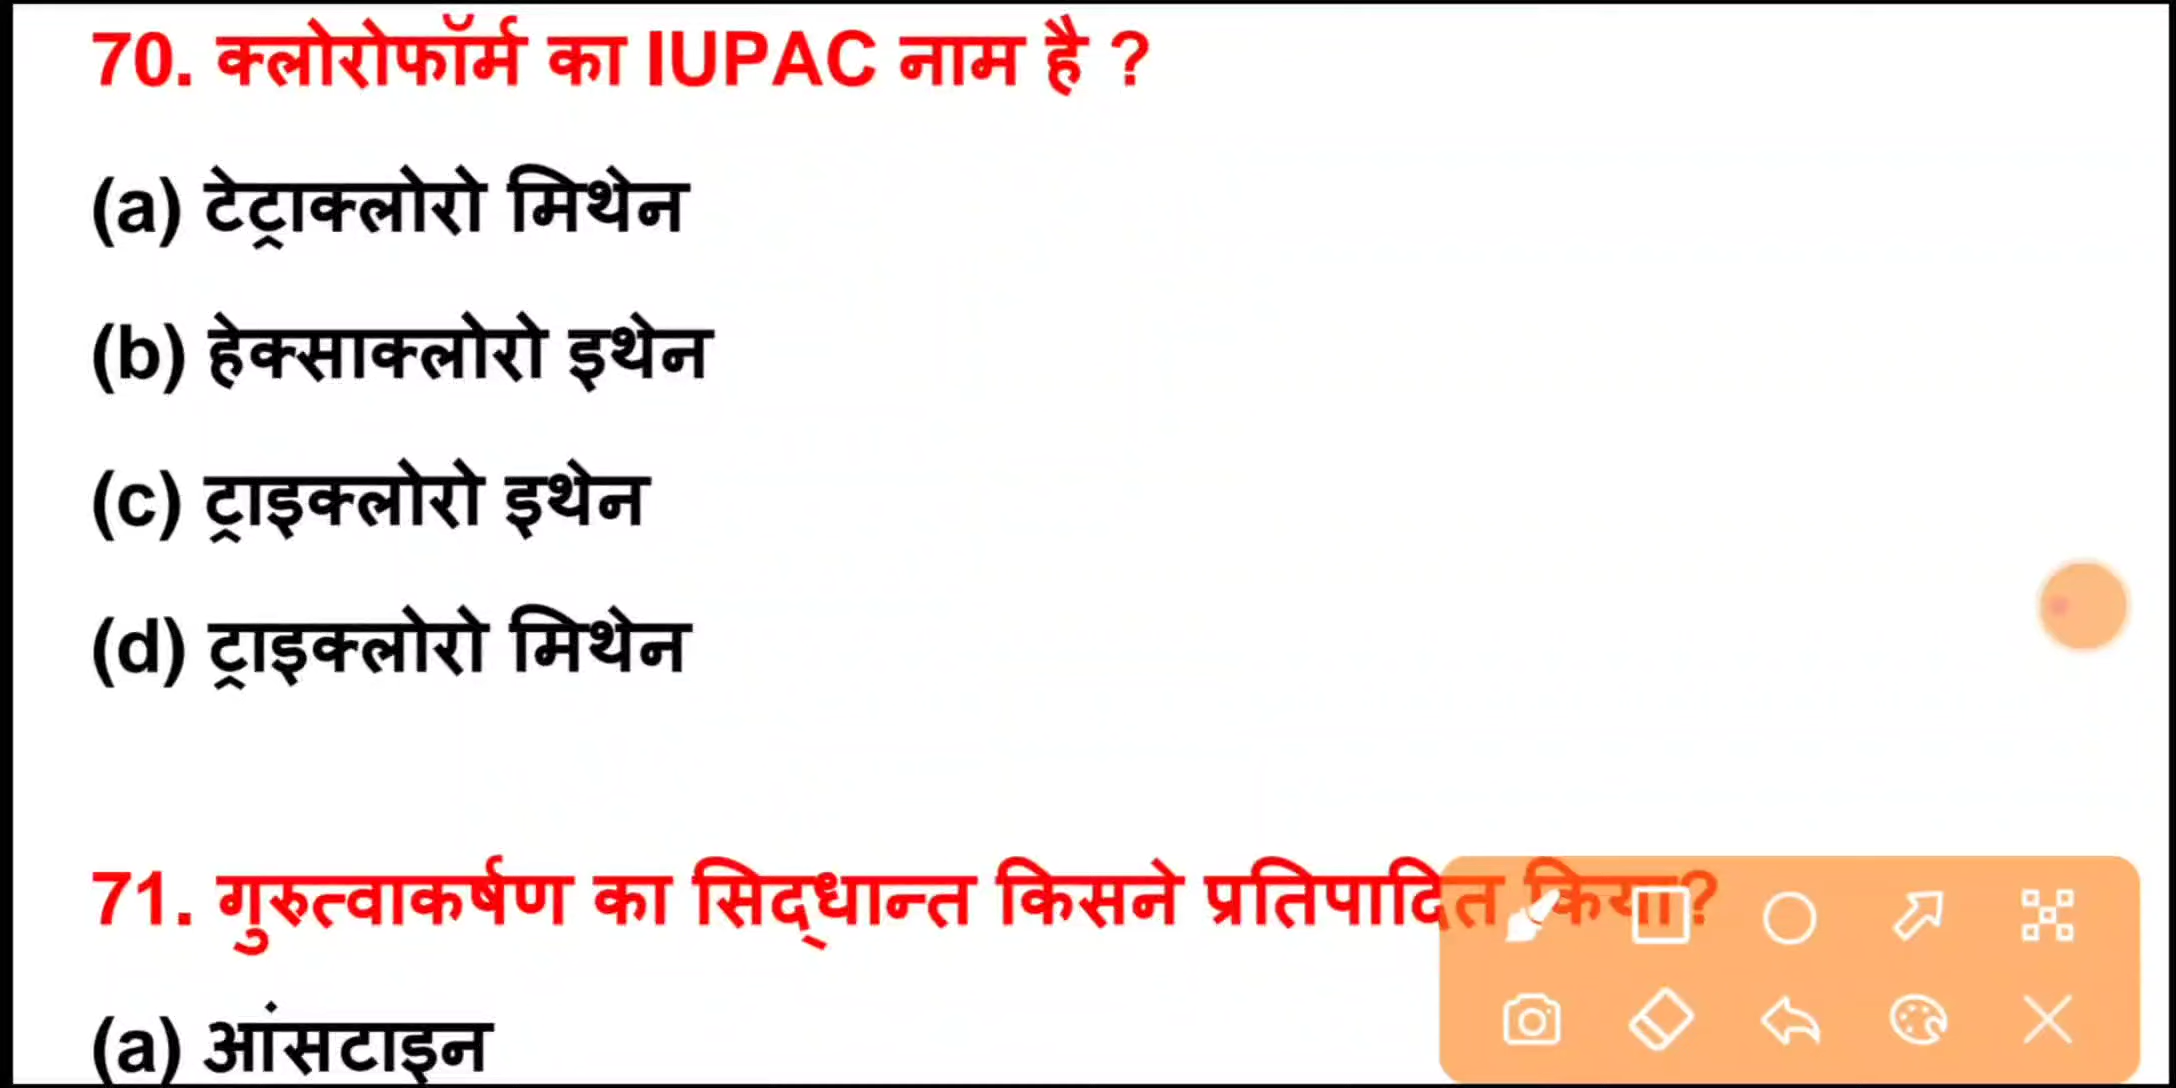 70. क्लोरोफॉर्म का IUPAC नाम है ?
(a) टेट्राक्लोरो मिथेन
(b) हेक्साक्लोरो इथेन
(c) ट्राइक्लोरो इथेन
(d) ट्राइक्लोरो मिथेन
71. गुरुत्वाकर्षण का सिद्धान्त किसने प्रतिपादित किया?
(a) आंसटाइन